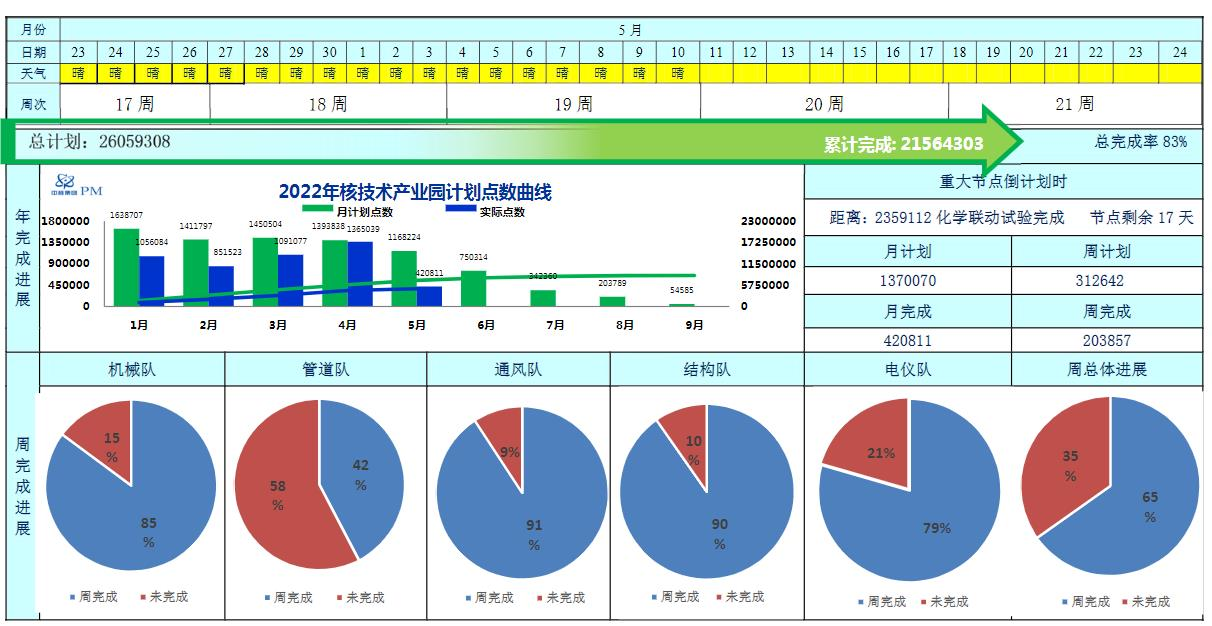 月份 5月
日期 23 24 25 26 27 28 29 30 1 2 3 4 5 6 7 8 9 10 11 12 13 14 15 16 17 18 19 20 21 22 23 24
天气 晴 晴 晴 晴 晴 晴 晴 晴 晴 晴 晴 晴 晴 晴 晴 晴 晴 晴
周次 17周 18周 19周 20周 21周
总计划：26059308 累计完成: 21564303 总完成率 83%
年完成进展
中核集团 PM
2022年核技术产业园计划点数曲线
月计划点数 实际点数
1800000
1350000
900000
450000
0
1638707 1411797 1450504 1393838 1168224 750314 342360 203789 54585
1056084 851523 1091077 1365039 420811
23000000
17250000
11500000
5750000
0
1月 2月 3月 4月 5月 6月 7月 8月 9月
重大节点倒计划时
距离：2359112 化学联动试验完成 节点剩余 17 天
月计划 周计划
1370070 312642
月完成 周完成
420811 203857
周完成进展
机械队 管道队 通风队 结构队 电仪队 周总体进展
15% 85%
58% 42%
9% 91%
10% 90%
21% 79%
35% 65%
周完成 未完成 周完成 未完成 周完成 未完成 周完成 未完成 周完成 未完成 周完成 未完成